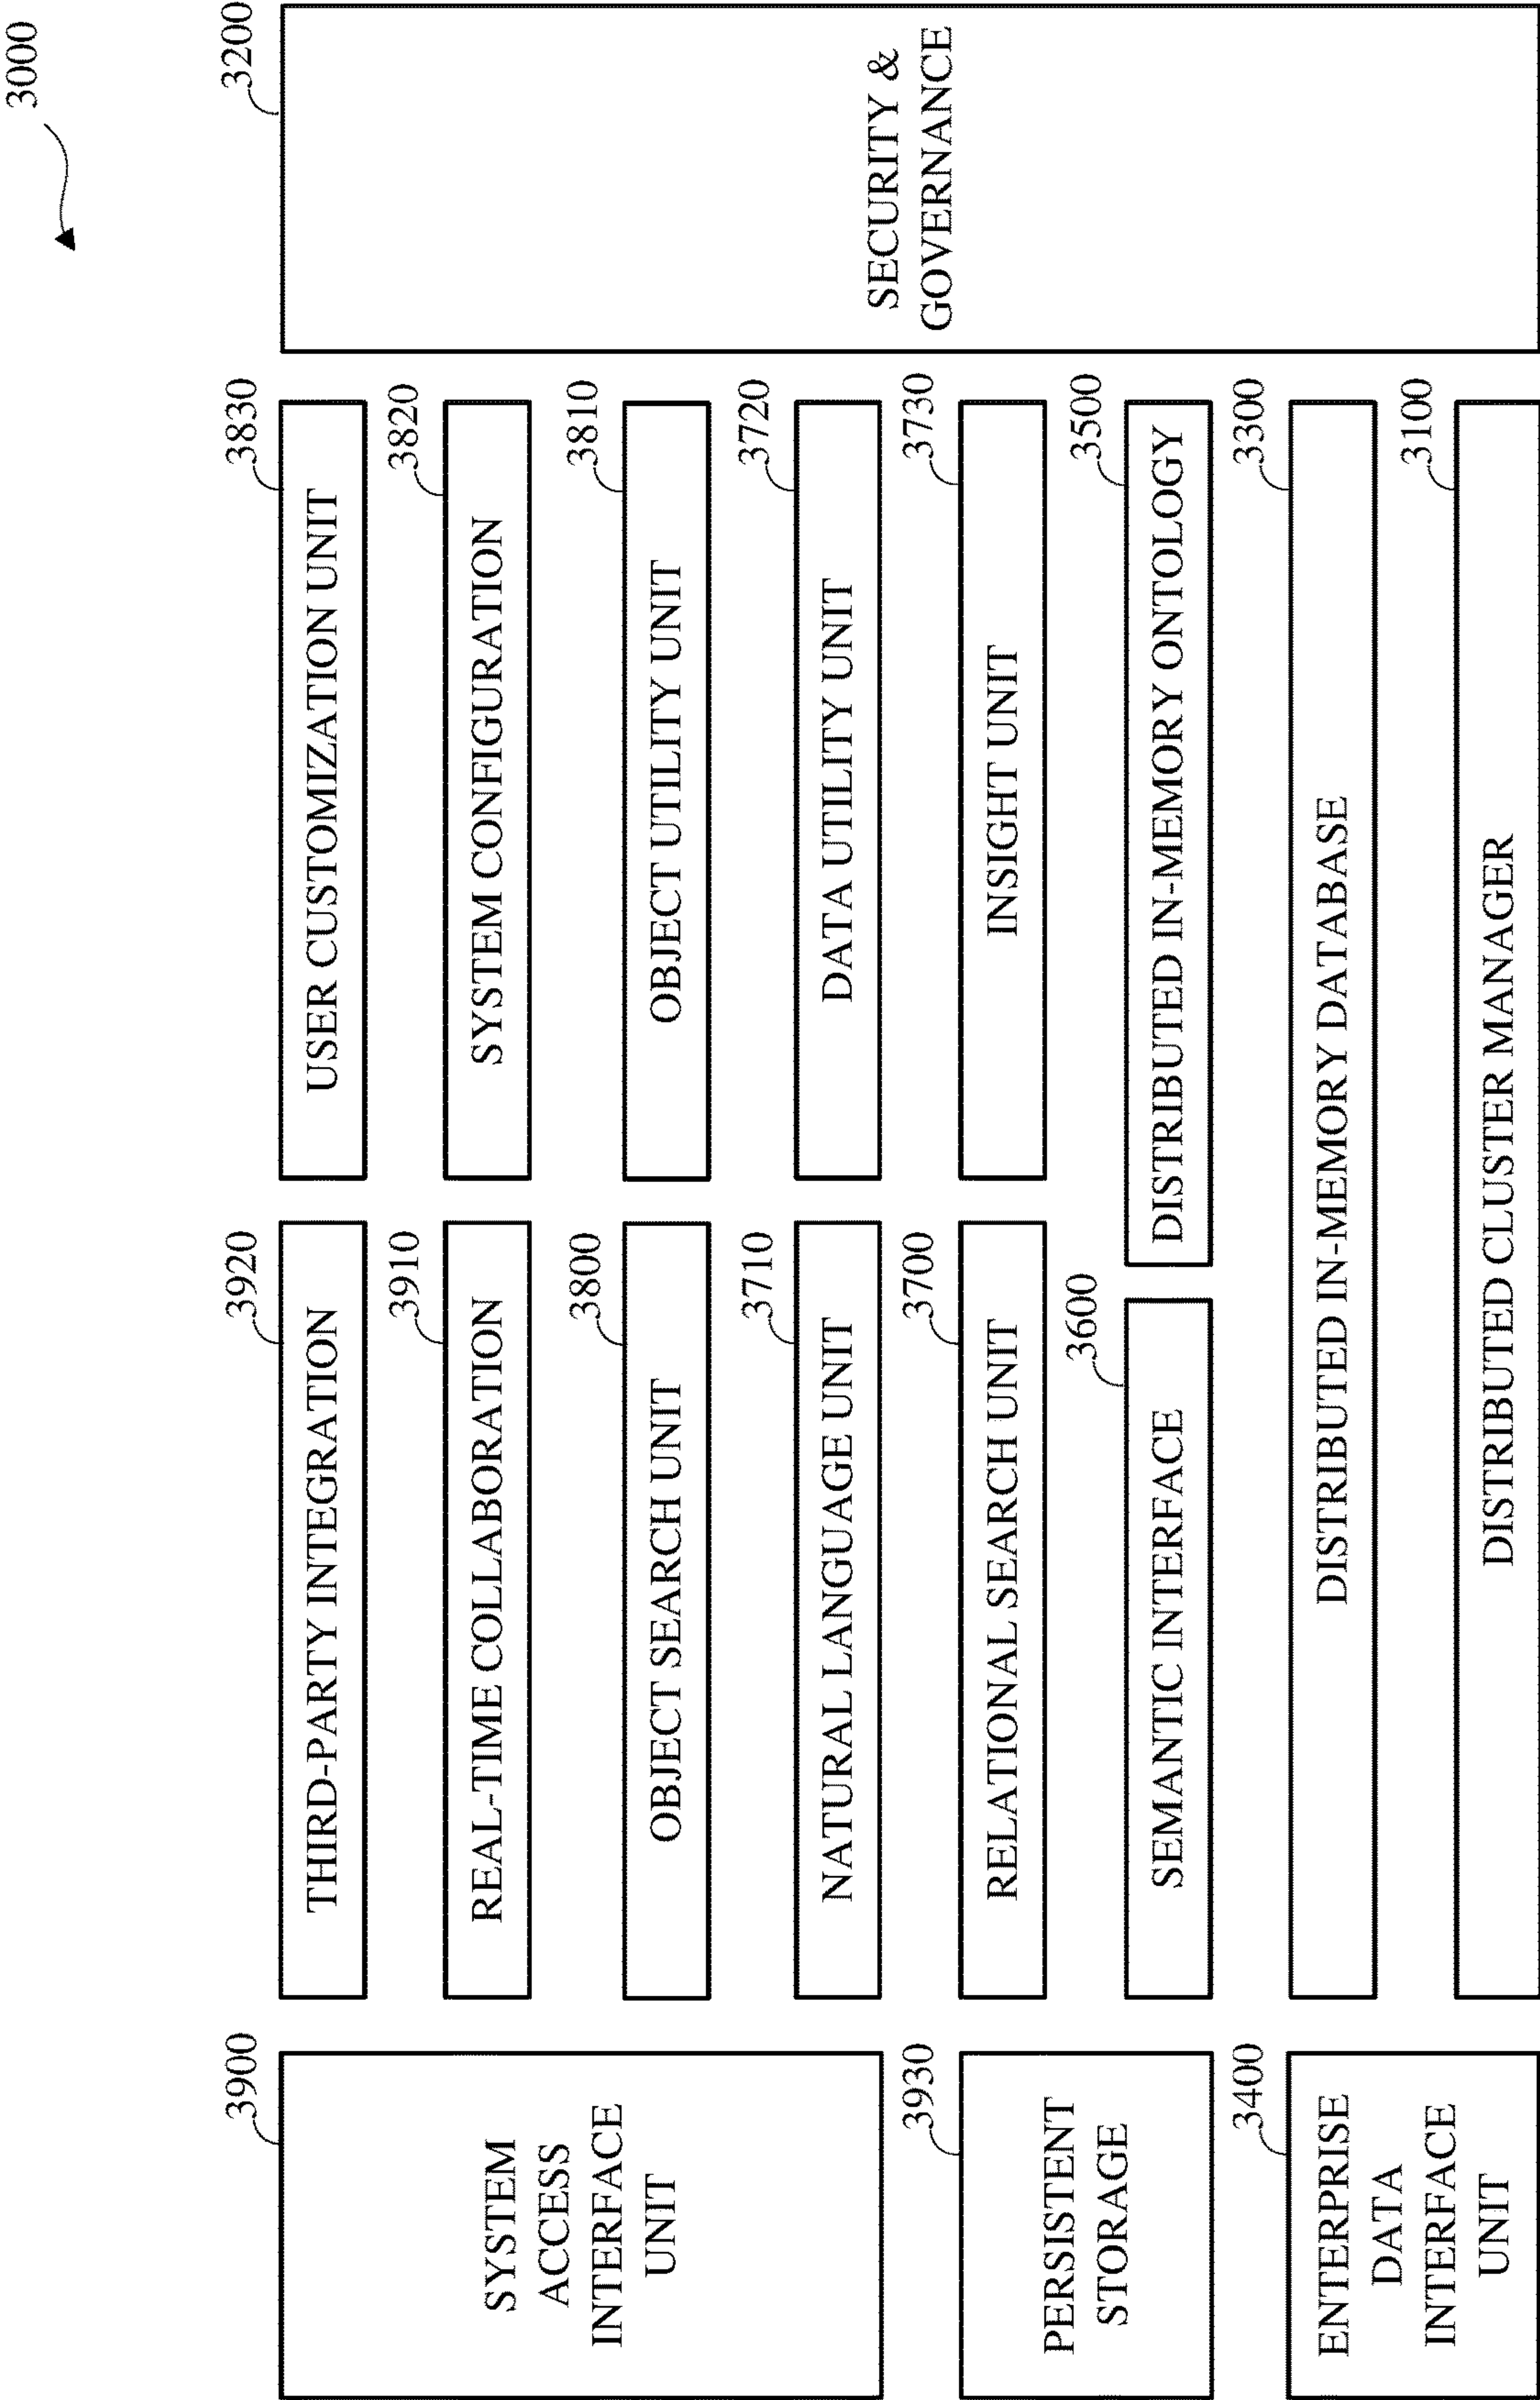 3000
3900
SYSTEM
ACCESS
INTERFACE
UNIT
3930
PERSISTENT
STORAGE
3400
ENTERPRISE
DATA
INTERFACE
UNIT
3920
THIRD-PARTY INTEGRATION
3830
USER CUSTOMIZATION UNIT
3910
REAL-TIME COLLABORATION
3820
SYSTEM CONFIGURATION
3800
OBJECT SEARCH UNIT
3810
OBJECT UTILITY UNIT
3710
NATURAL LANGUAGE UNIT
3720
DATA UTILITY UNIT
3700
RELATIONAL SEARCH UNIT
3730
INSIGHT UNIT
3600
SEMANTIC INTERFACE
3500
DISTRIBUTED IN-MEMORY ONTOLOGY
3300
DISTRIBUTED IN-MEMORY DATABASE
3100
DISTRIBUTED CLUSTER MANAGER
3200
SECURITY &
GOVERNANCE